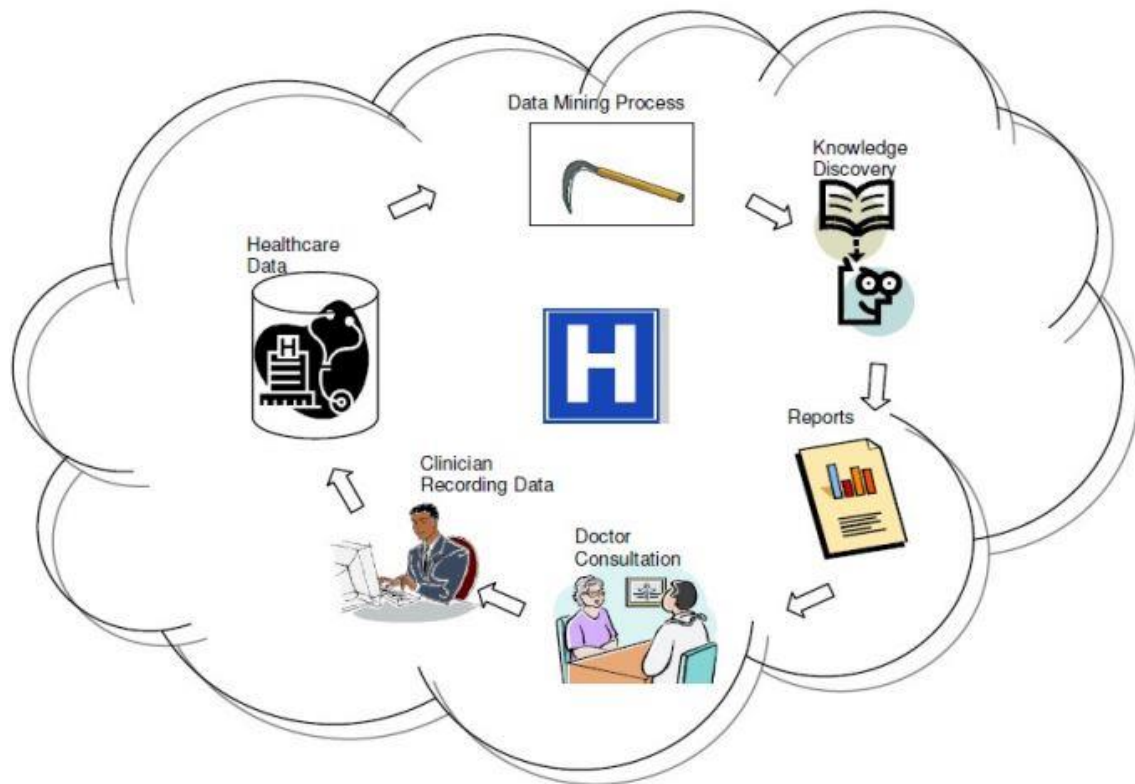 Data Mining Process
Knowledge
Discovery
Healthcare
Data
H
H
Reports
Clinician
Recording Data
Doctor
Consultation